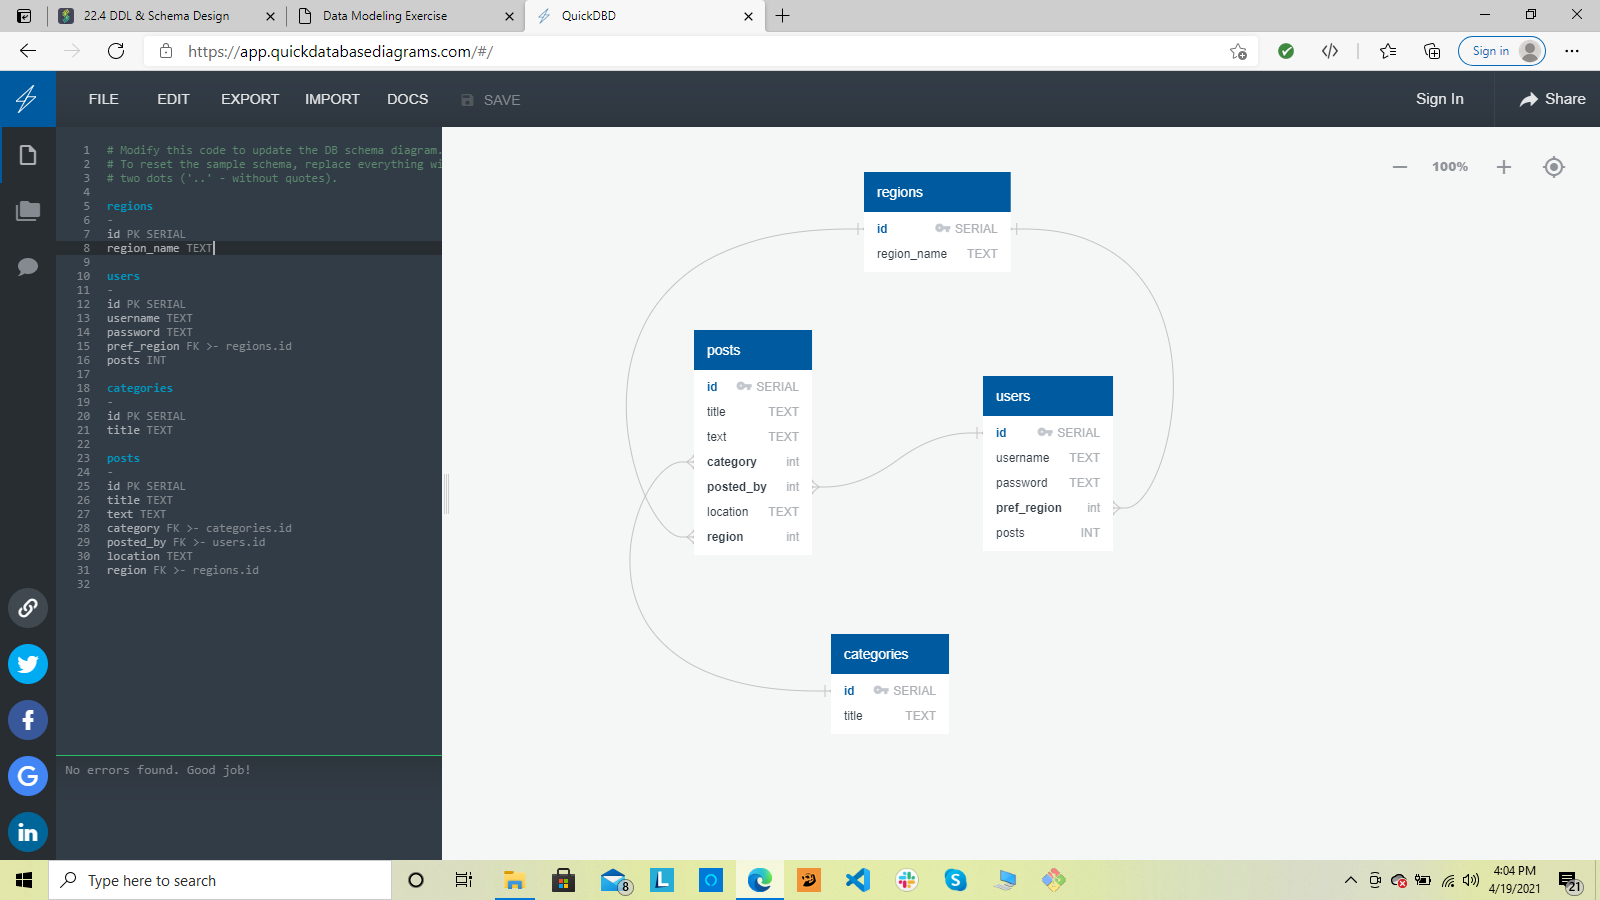 22.4 DDL & Schema Design
Data Modeling Exercise
QuickDBD
https://app.quickdatabasediagrams.com/#/
Sign in
FILE EDIT EXPORT IMPORT DOCS SAVE
Sign In
Share
1 # Modify this code to update the DB schema diagram.
2 # To reset the sample schema, replace everything wi
3 # two dots ('..' - without quotes).
4
5 regions
6 -
7 id PK SERIAL
8 region_name TEXT
9
10 users
11 -
12 id PK SERIAL
13 username TEXT
14 password TEXT
15 pref_region FK >- regions.id
16 posts INT
17
18 categories
19 -
20 id PK SERIAL
21 title TEXT
22
23 posts
24 -
25 id PK SERIAL
26 title TEXT
27 text TEXT
28 category FK >- categories.id
29 posted_by FK >- users.id
30 location TEXT
31 region FK >- regions.id
32
No errors found. Good job!
100%
regions
id SERIAL
region_name TEXT
posts
id SERIAL
title TEXT
text TEXT
category int
posted_by int
location TEXT
region int
users
id SERIAL
username TEXT
password TEXT
pref_region int
posts INT
categories
id SERIAL
title TEXT
Type here to search
8
4:04 PM
4/19/2021
21